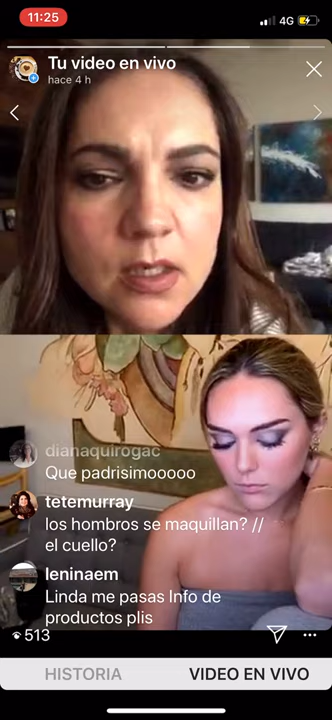 11:25
4G
Tu video en vivo
hace 4 h
dianaquirogac
Que padrisimooooo
tetemurray
los hombros se maquillan? //
el cuello?
leninaem
Linda me pasas Info de
productos plis
513
HISTORIA
VIDEO EN VIVO